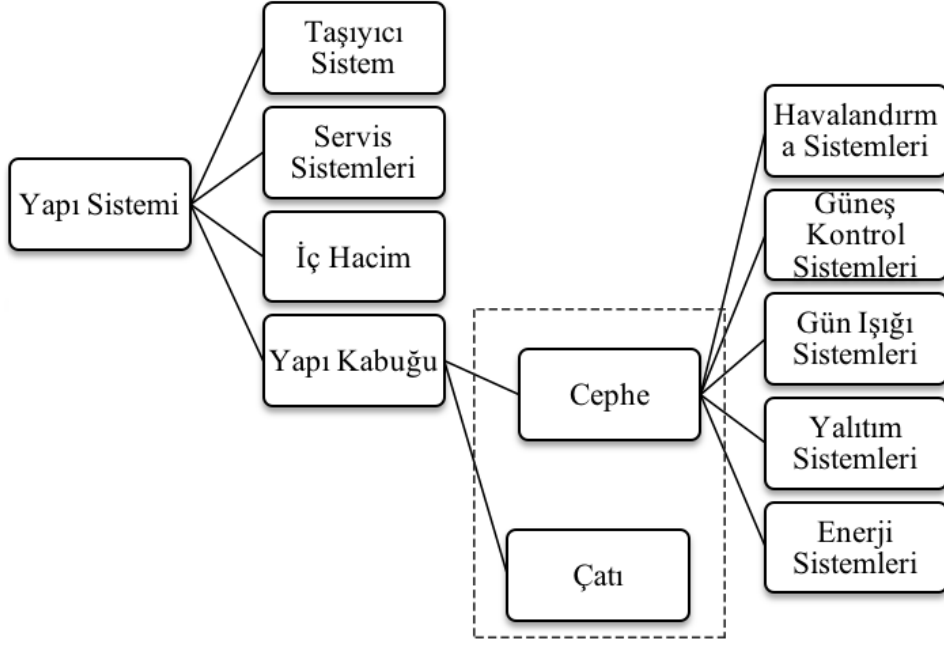 Yapı Sistemi
Taşıyıcı
Sistem
Servis
Sistemleri
İç Hacim
Yapı Kabuğu
Cephe
Çatı
Havalandırm
a Sistemleri
Güneş
Kontrol
Sistemleri
Gün Işığı
Sistemleri
Yalıtım
Sistemleri
Enerji
Sistemleri